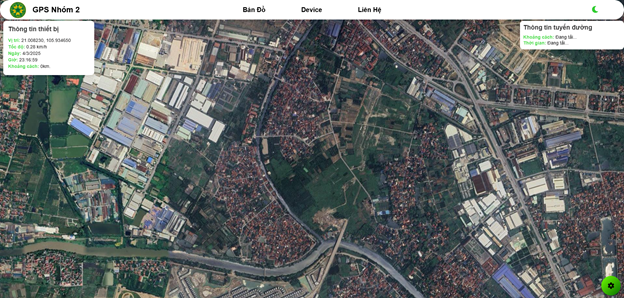 GPS Nhóm 2
Bản Đồ
Device
Liên Hệ
Thông tin thiết bị
Vị trí: 21.008230, 105.934650
Tốc độ: 0.28 km/h
Ngày: 4/3/2025
Giờ: 23:16:59
Khoảng cách: 0km.
Thông tin tuyến đường
Khoảng cách: Đang tải...
Thời gian: Đang tải...